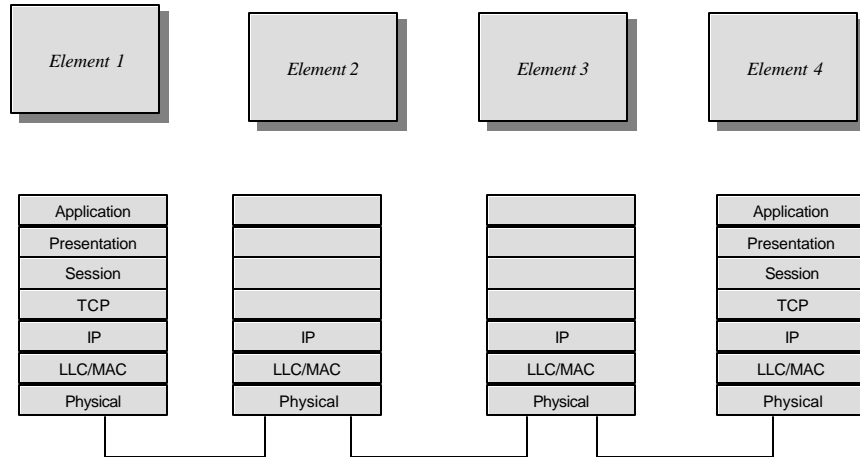 Element 1
Element 2
Element 3
Element 4
Application
Presentation
Session
TCP
IP
LLC/MAC
Physical
IP
LLC/MAC
Physical
IP
LLC/MAC
Physical
Application
Presentation
Session
TCP
IP
LLC/MAC
Physical